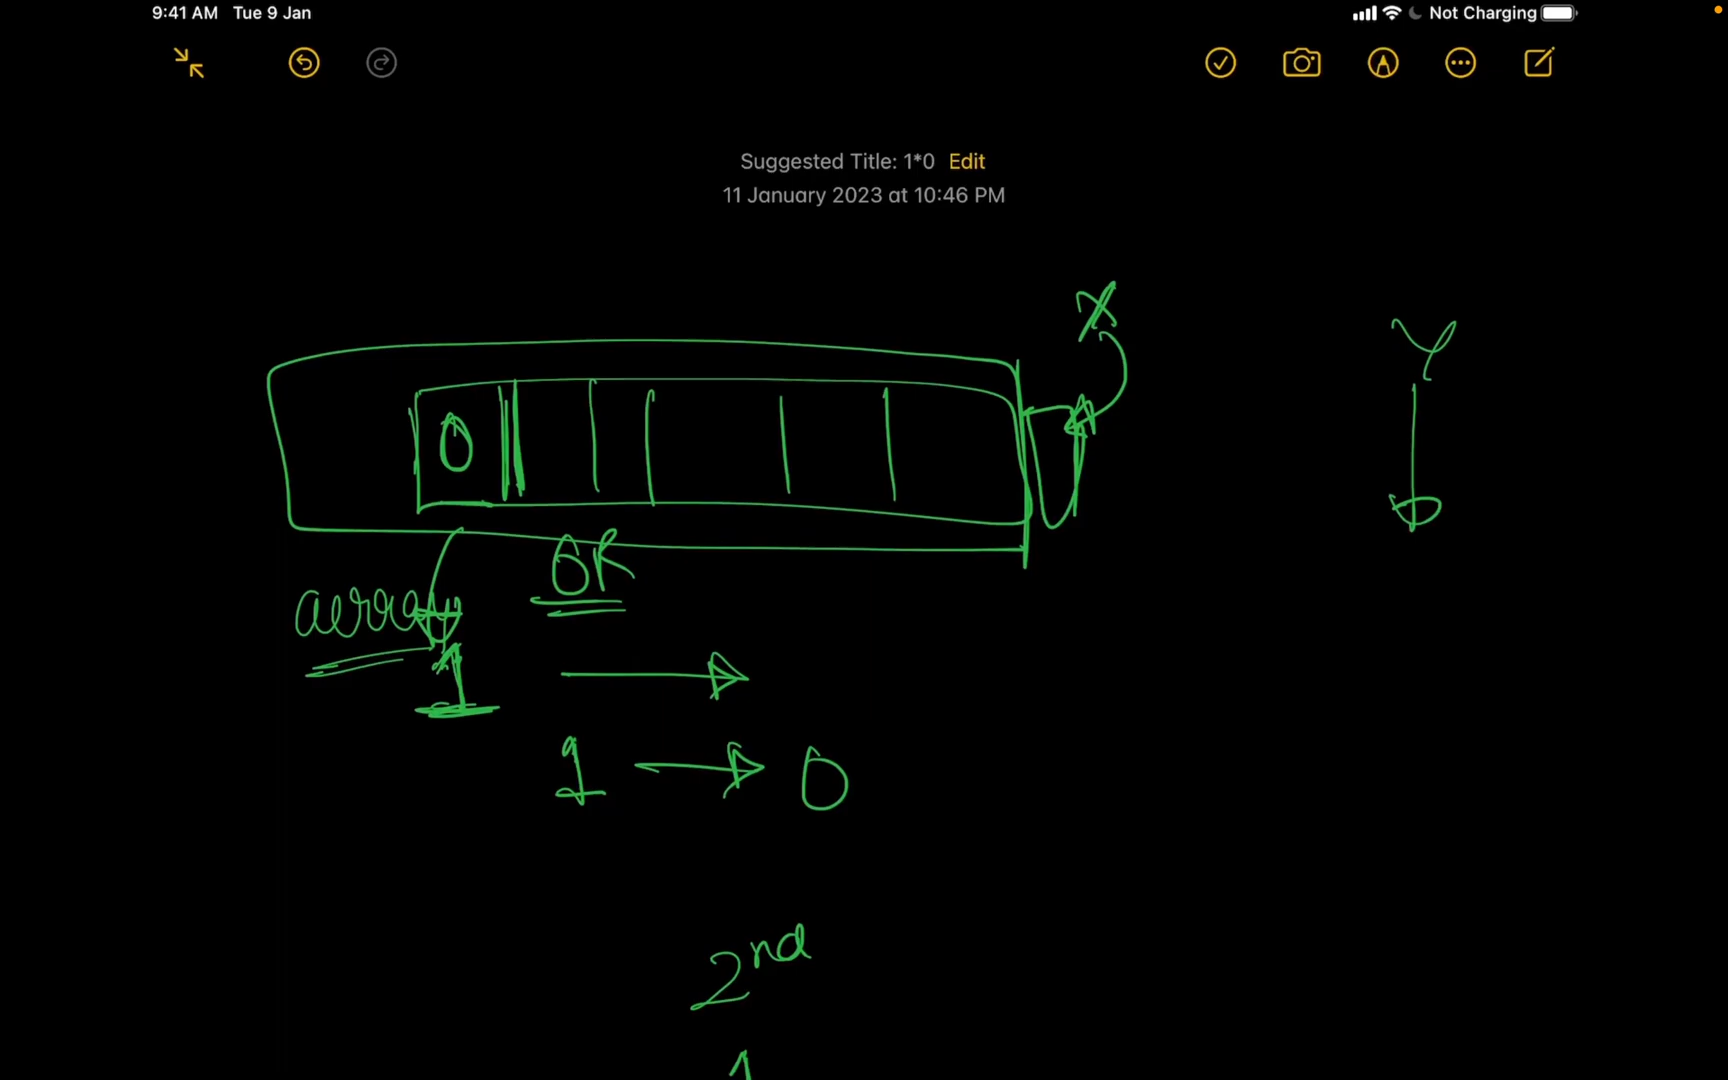 9:41 AM Tue 9 Jan
Not Charging
Suggested Title: 1*0 Edit
11 January 2023 at 10:46 PM
X
Y
0
array
1
1 → 0
2nd
1